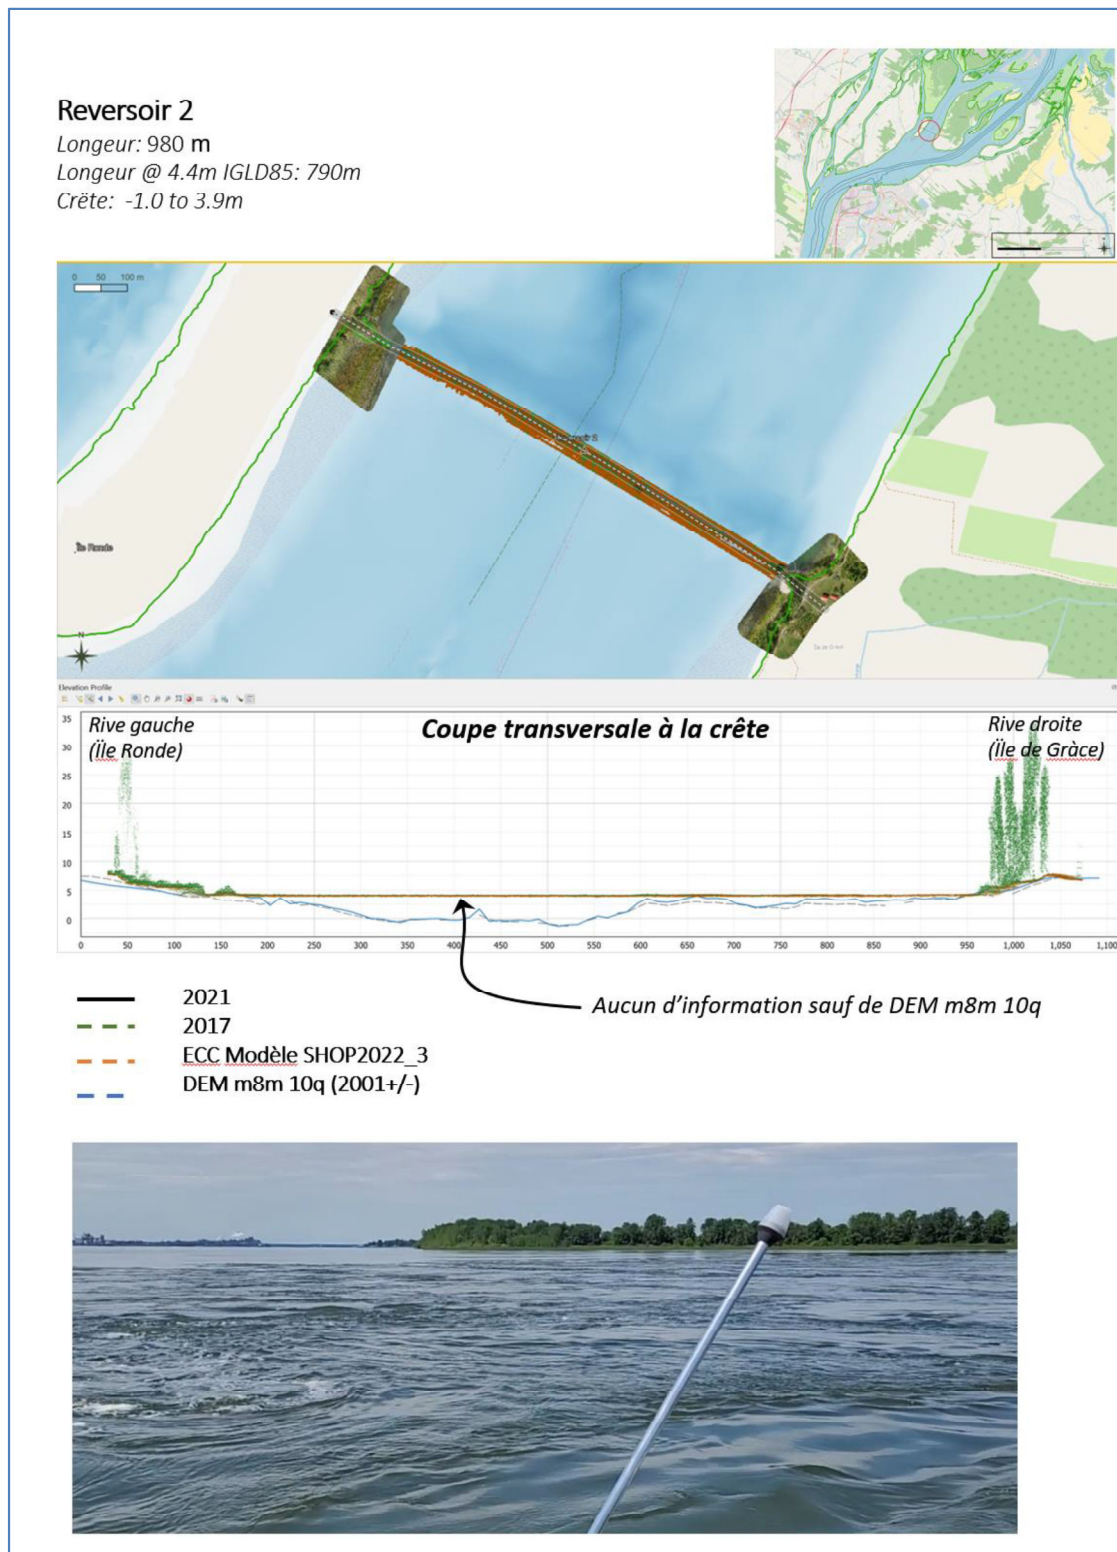 Reversoir 2
Longeur: 980 m
Longeur @ 4.4m IGLD85: 790m
Crëte: -1.0 to 3.9m
0 50 100 m
Île Ronde
N
Elevation Profile
Rive gauche
(Ïle Ronde)
Coupe transversale à la crête
Rive droite
(Ïle de Gràce)
35
30
25
20
15
10
5
0
0 50 100 150 200 250 300 350 400 450 500 550 600 650 700 750 800 850 900 950 1,000 1,050 1,100
Aucun d’information sauf de DEM m8m 10q
2021
2017
ECC Modèle SHOP2022_3
DEM m8m 10q (2001+/-)